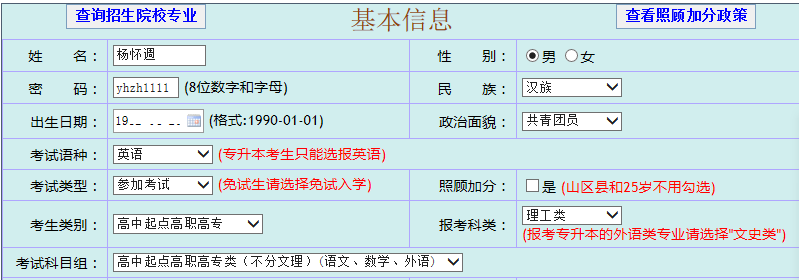 查询招生院校专业 基本信息 查看照顾加分政策
姓 名： 杨怀週 性 别： 男 女
密 码： yhzh1111 (8位数字和字母) 民 族： 汉族
出生日期： 19__ __ __ (格式:1990-01-01) 政治面貌： 共青团员
考试语种： 英语 (专升本考生只能选报英语)
考试类型： 参加考试 (免试生请选择免试入学) 照顾加分： 是 (山区县和25岁不用勾选)
考生类别： 高中起点高职高专 报考科类： 理工类
(报考专升本的外语类专业请选择"文史类")
考试科目组： 高中起点高职高专类（不分文理）(语文、数学、外语)